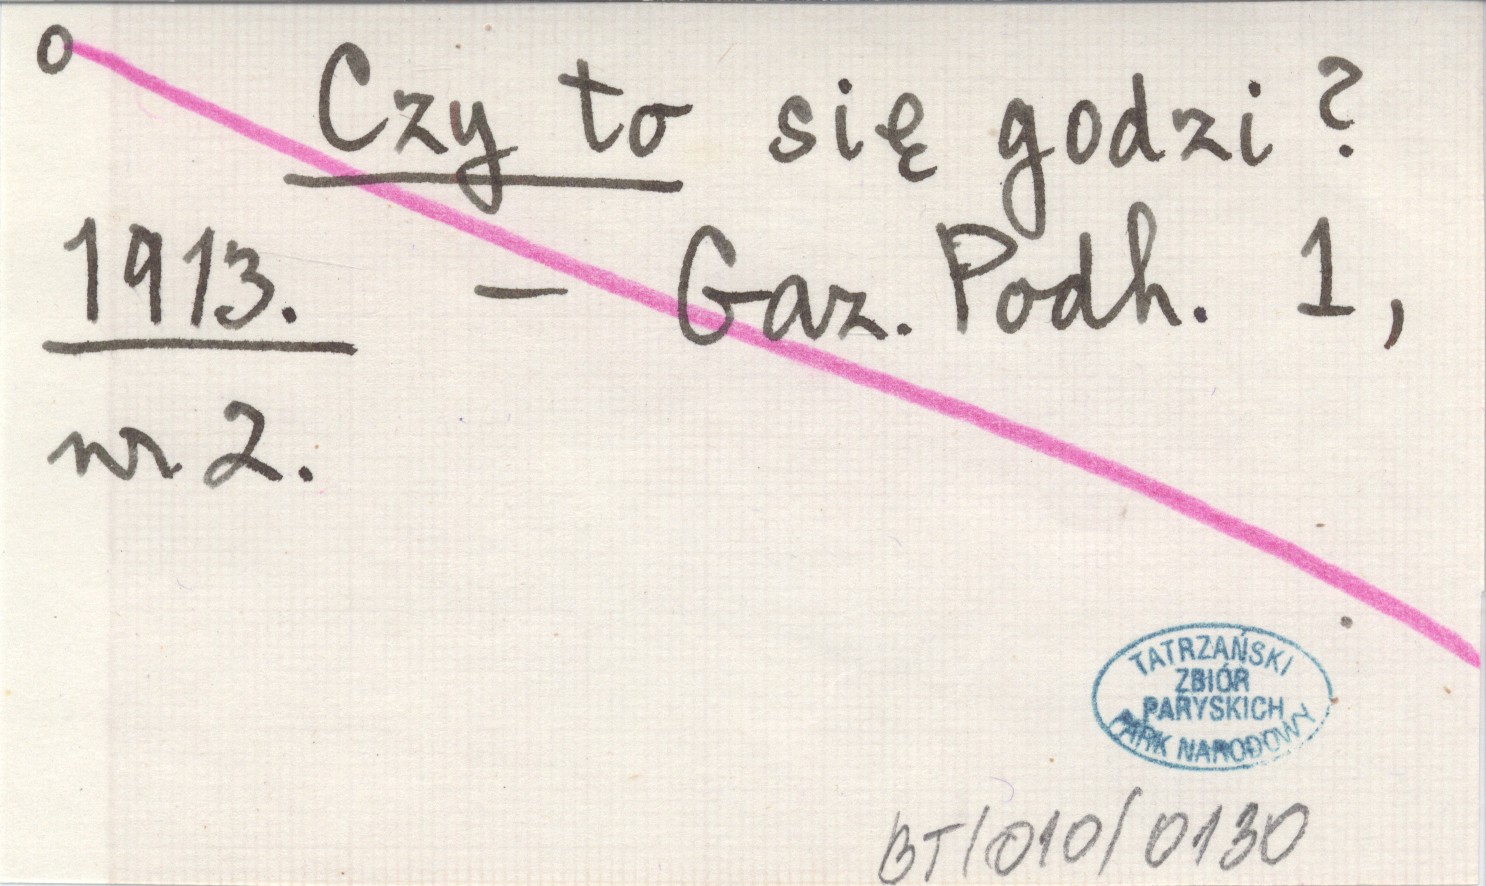 o
Czy to się godzi?
1913. – Gaz. Podh. 1,
nr 2.
TATRZAŃSKI
ZBIÓR
PARYSKICH
PARK NARODOWY
BT/010/0130